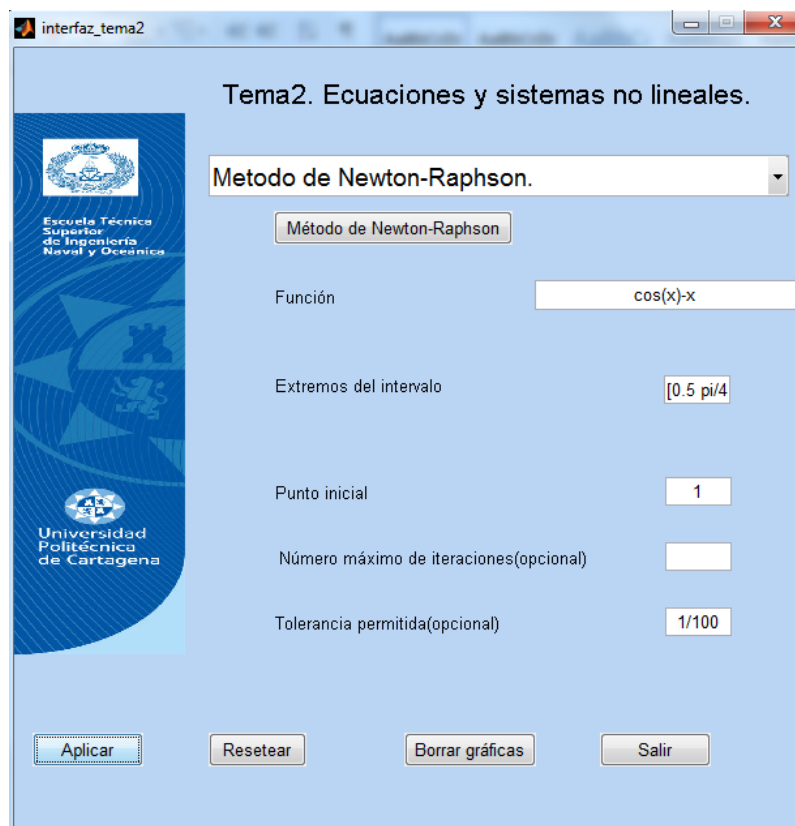 interfaz_tema2
Tema2. Ecuaciones y sistemas no lineales.
Metodo de Newton-Raphson.
Escuela Técnica
Superior
de Ingeniería
Naval y Oceánica
Método de Newton-Raphson
Función
cos(x)-x
Extremos del intervalo
[0.5 pi/4
Punto inicial
1
Universidad
Politécnica
de Cartagena
Número máximo de iteraciones(opcional)
Tolerancia permitida(opcional)
1/100
Aplicar
Resetear
Borrar gráficas
Salir